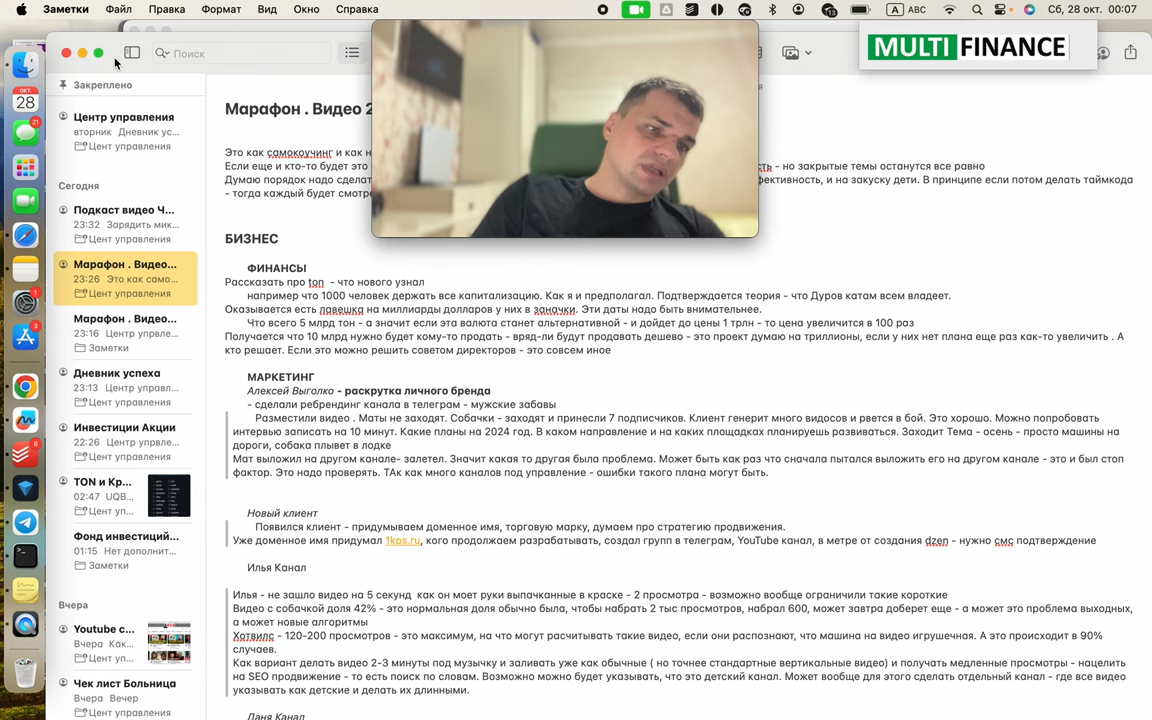 Заметки Файл Правка Формат Вид Окно Справка
A ABC Сб, 28 окт. 00:07
Поиск
MULTI FINANCE
Закреплено
Центр управления
вторник Дневник ус...
Цент управления
Сегодня
Подкаст видео Ч...
23:32 Зарядить мик...
Цент управления
Марафон . Видео...
23:26 Это как само...
Цент управления
Марафон . Видео...
23:16 Центр упрвле...
Заметки
Дневник успеха
23:13 Центр управл...
Цент управления
Инвестиции Акции
22:26 Центр упрвле...
Цент управления
TON и Кр...
02:47 UQB...
Цент уп...
Фонд инвестиций...
01:15 Нет дополнит...
Заметки
Вчера
Youtube с...
Вчера Как...
Цент уп...
Чек лист Больница
Вчера Вечер
Цент управления
ОКТ.
28
21
1
3
8
13
Марафон . Видео 2
Это как самокоучинг и как н
Если еще и кто-то будет это сть - но закрытые темы останутся все равно
Думаю порядок надо сделат фективность, и на закуску дети. В принципе если потом делать таймкода
- тогда каждый будет смотре
БИЗНЕС
ФИНАНСЫ
Рассказать про ton - что нового узнал
например что 1000 человек держать все капитализацию. Как я и предполагал. Подтверждается теория - что Дуров катам всем владеет.
Оказывается есть лавешка на миллиарды долларов у них в заначки. Эти даты надо быть внимательнее.
Что всего 5 млрд тон - а значит если эта валюта станет альтернативной - и дойдет до цены 1 трлн - то цена увеличится в 100 раз
Получается что 10 млрд нужно будет кому-то продать - вряд-ли будут продавать дешево - это проект думаю на триллионы, если у них нет плана еще раз как-то увеличить . А
кто решает. Если это можно решить советом директоров - это совсем иное
МАРКЕТИНГ
Алексей Выголко - раскрутка личного бренда
- сделали ребрендинг канала в телеграм - мужские забавы
Разместили видео . Маты не заходят. Собачки - заходят и принесли 7 подписчиков. Клиент генерит много видосов и рвется в бой. Это хорошо. Можно попробовать
интервью записать на 10 минут. Какие планы на 2024 год. В каком направление и на каких площадках планируешь развиваться. Заходит Тема - осень - просто машины на
дороги, собака плывет в лодке
Мат выложил на другом канале- залетел. Значит какая то другая была проблема. Может быть как раз что сначала пытался выложить его на другом канале - это и был стоп
фактор. Это надо проверять. ТАк как много каналов под управление - ошибки такого плана могут быть.
Новый клиент
Появился клиент - придумываем доменное имя, торговую марку, думаем про стратегию продвижения.
Уже доменное имя придумал 1kps.ru, кого продолжаем разрабатывать, создал групп в телеграм, YouTube канал, в метре от создания dzen - нужно смс подтверждение
Илья Канал
Илья - не зашло видео на 5 секунд как он моет руки выпачканные в краске - 2 просмотра - возможно вообще ограничили такие короткие
Видео с собачкой доля 42% - это нормальная доля обычно была, чтобы набрать 2 тыс просмотров, набрал 600, может завтра доберет еще - а может это проблема выходных,
а может новые алгоритмы
Хотвилс - 120-200 просмотров - это максимум, на что могут расчитывать такие видео, если они распознают, что машина на видео игрушечная. А это происходит в 90%
случаев.
Как вариант делать видео 2-3 минуты под музычку и заливать уже как обычные ( но точнее стандартные вертикальные видео) и получать медленные просмотры - нацелить
на SEO продвижение - то есть поиск по словам. Возможно можно будет указывать, что это детский канал. Может вообще для этого сделать отдельный канал - где все видео
указывать как детские и делать их длинными.
Даня Канал